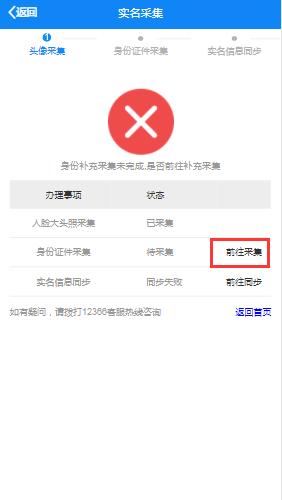 返回 实名采集
1
头像采集 身份证件采集 实名信息同步
身份补充采集未完成,是否前往补充采集
办理事项 状态
人脸大头照采集 已采集
身份证件采集 待采集 前往采集
实名信息同步 同步失败 前往同步
如有疑问，请拨打12366客服热线咨询 返回首页